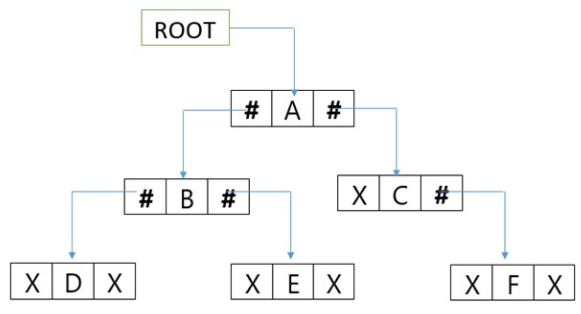 ROOT
# A #
# B #
X C #
X D X
X E X
X F X